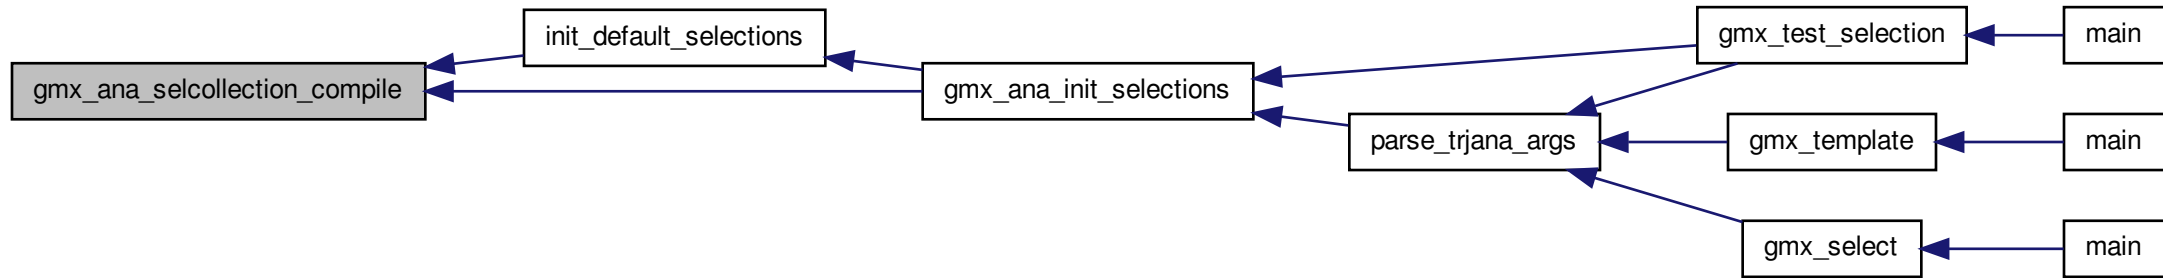 gmx_ana_selcollection_compile
init_default_selections
gmx_ana_init_selections
gmx_test_selection
main
parse_trjana_args
gmx_template
main
gmx_select
main